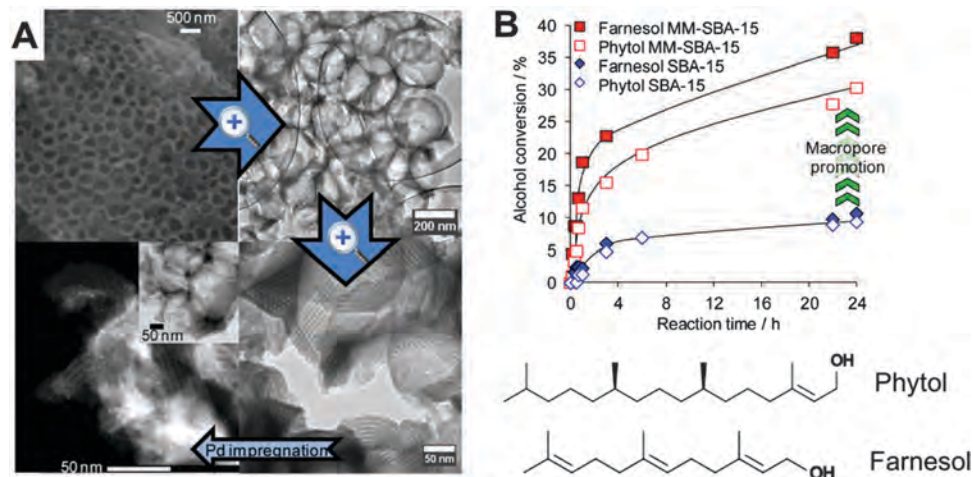 A
500 nm
200 nm
50 nm
Pd impregnation
50 nm
50 nm
B
Farnesol MM-SBA-15
Phytol MM-SBA-15
Farnesol SBA-15
Phytol SBA-15
Alcohol conversion / %
40
35
30
25
20
15
10
5
0
Macropore
promotion
0 4 8 12 16 20 24
Reaction time / h
OH
Phytol
OH
Farnesol